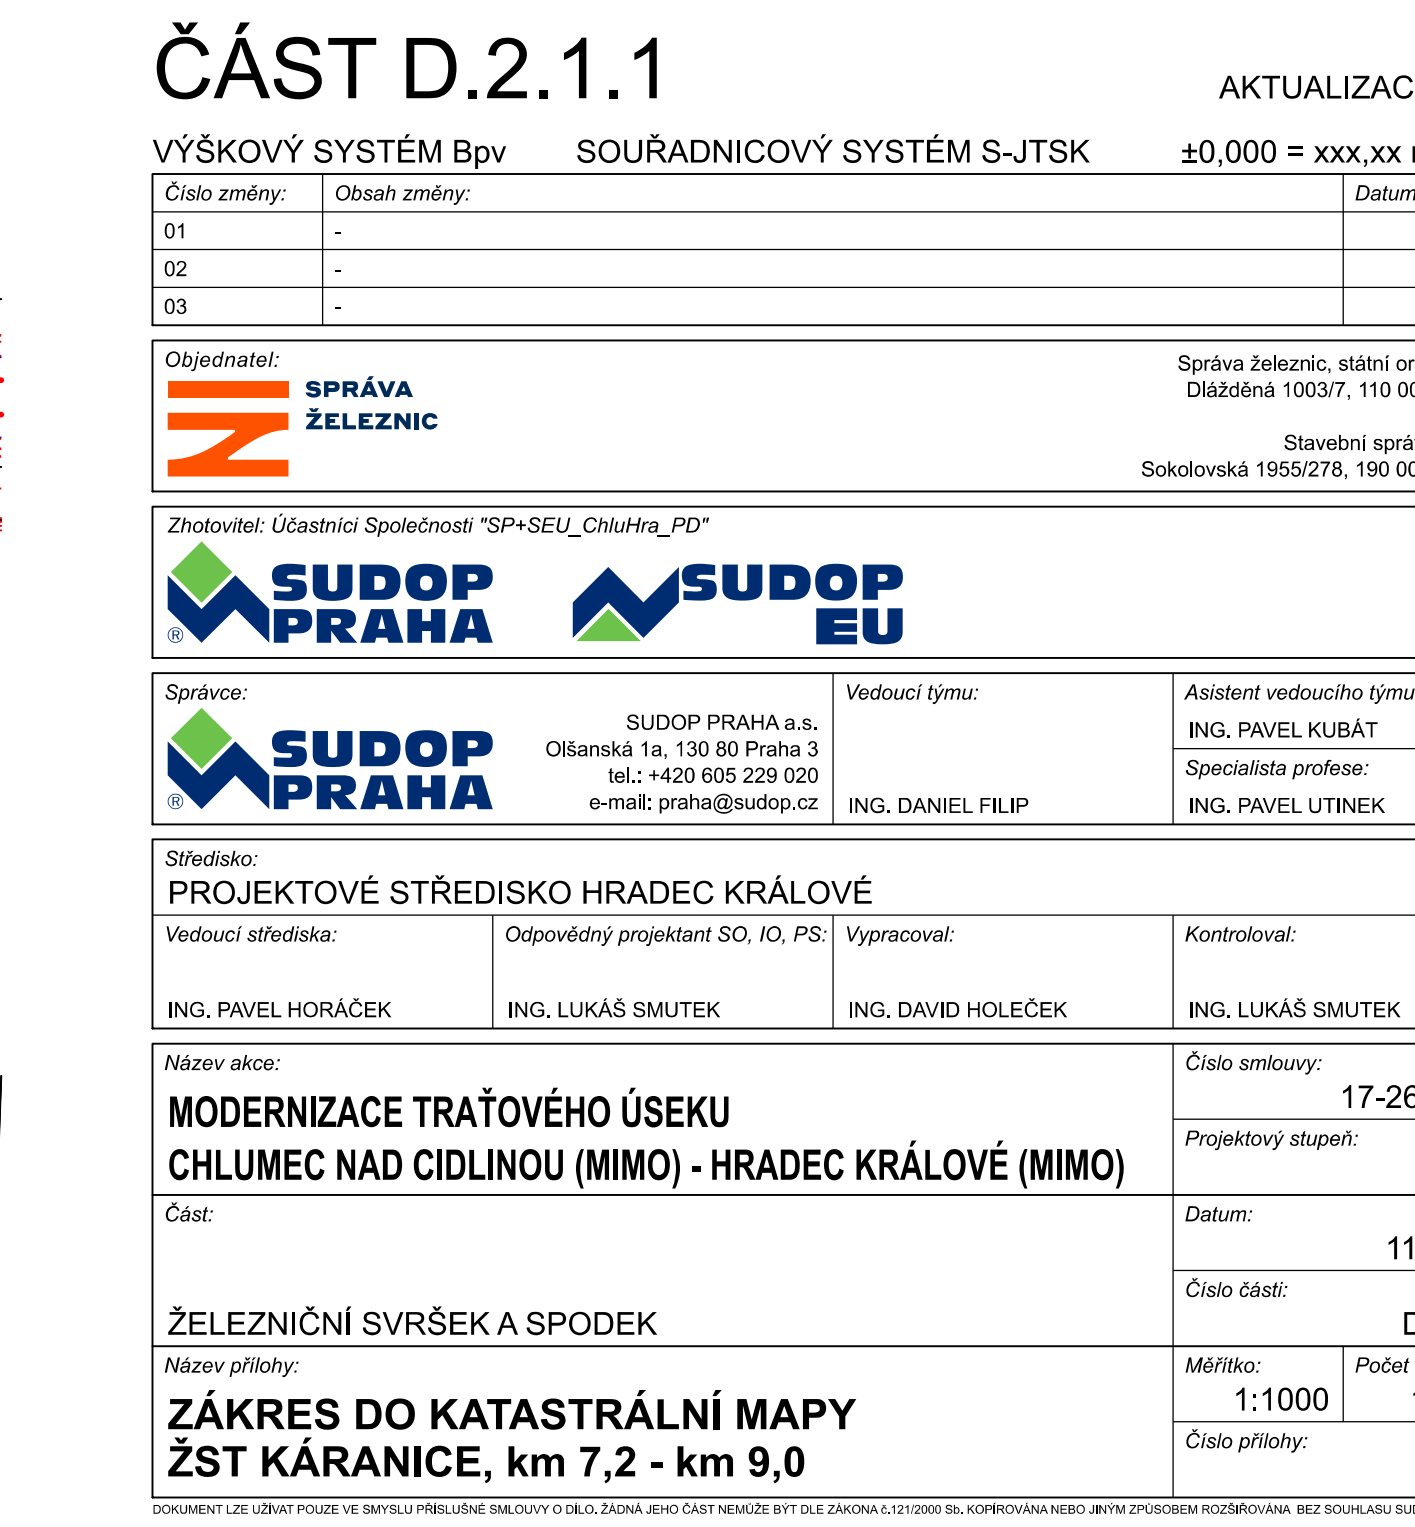 ČÁST D.2.1.1
AKTUALIZAC
VÝŠKOVÝ SYSTÉM Bpv SOUŘADNICOVÝ SYSTÉM S-JTSK ±0,000 = xxx,xx
Číslo změny: Obsah změny: Datum
01 -
02 -
03 -
Objednatel:
SPRÁVA
ŽELEZNIC
Správa železnic, státní or
Dlážděná 1003/7, 110 00
Stavební sprá
Sokolovská 1955/278, 190 00
Zhotovitel: Účastníci Společnosti "SP+SEU_ChluHra_PD"
SUDOP
PRAHA
®
SUDOP
EU
Správce:
SUDOP
PRAHA
®
SUDOP PRAHA a.s.
Olšanská 1a, 130 80 Praha 3
tel.: +420 605 229 020
e-mail: praha@sudop.cz
Vedoucí týmu:
ING. DANIEL FILIP
Asistent vedoucího týmu
ING. PAVEL KUBÁT
Specialista profese:
ING. PAVEL UTINEK
Středisko:
PROJEKTOVÉ STŘEDISKO HRADEC KRÁLOVÉ
Vedoucí střediska: Odpovědný projektant SO, IO, PS: Vypracoval: Kontroloval:
ING. PAVEL HORÁČEK ING. LUKÁŠ SMUTEK ING. DAVID HOLEČEK ING. LUKÁŠ SMUTEK
Název akce:
MODERNIZACE TRAŤOVÉHO ÚSEKU
CHLUMEC NAD CIDLINOU (MIMO) - HRADEC KRÁLOVÉ (MIMO)
Číslo smlouvy:
17-26
Projektový stupeň:
Část:
ŽELEZNIČNÍ SVRŠEK A SPODEK
Datum:
11
Číslo části:
Název přílohy:
ZÁKRES DO KATASTRÁLNÍ MAPY
ŽST KÁRANICE, km 7,2 - km 9,0
Měřítko: Počet
1:1000
Číslo přílohy:
DOKUMENT LZE UŽÍVAT POUZE VE SMYSLU PŘÍSLUŠNÉ SMLOUVY O DÍLO. ŽÁDNÁ JEHO ČÁST NEMŮŽE BÝT DLE ZÁKONA č.121/2000 Sb. KOPÍROVÁNA NEBO JINÝM ZPŮSOBEM ROZŠIŘOVÁNA BEZ SOUHLASU SUD